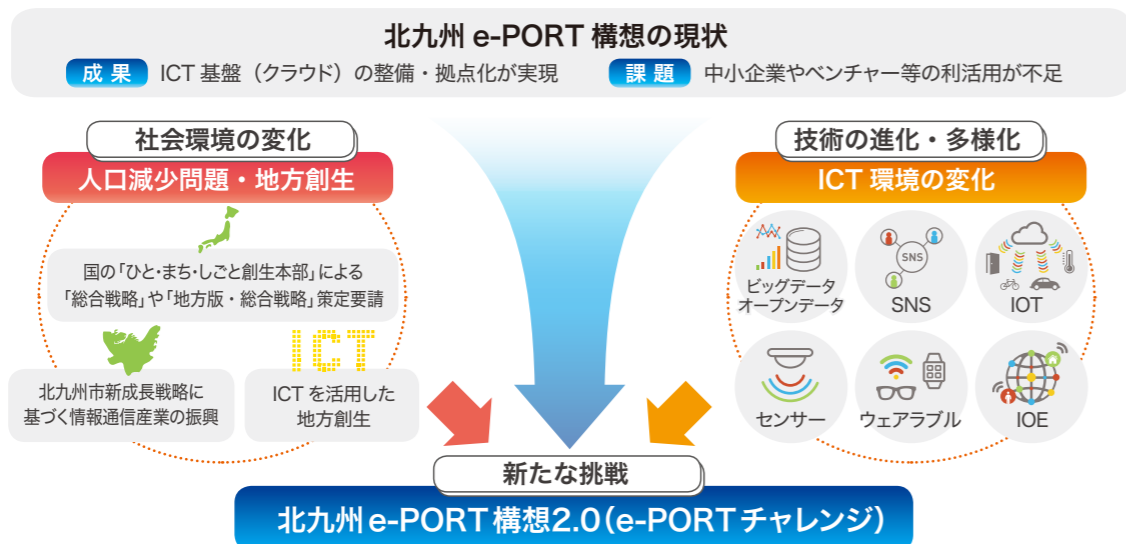 北九州 e-PORT 構想の現状
成果 ICT 基盤（クラウド）の整備・拠点化が実現
課題 中小企業やベンチャー等の利活用が不足
社会環境の変化
人口減少問題・地方創生
国の「ひと・まち・しごと創生本部」による
「総合戦略」や「地方版・総合戦略」策定要請
北九州市新成長戦略に
基づく情報通信産業の振興
ICT
ICT を活用した
地方創生
技術の進化・多様化
ICT 環境の変化
ビッグデータ
オープンデータ
SNS
SNS
IOT
センサー
ウェアラブル
IOE
新たな挑戦
北九州 e-PORT 構想2.0（e-PORT チャレンジ）